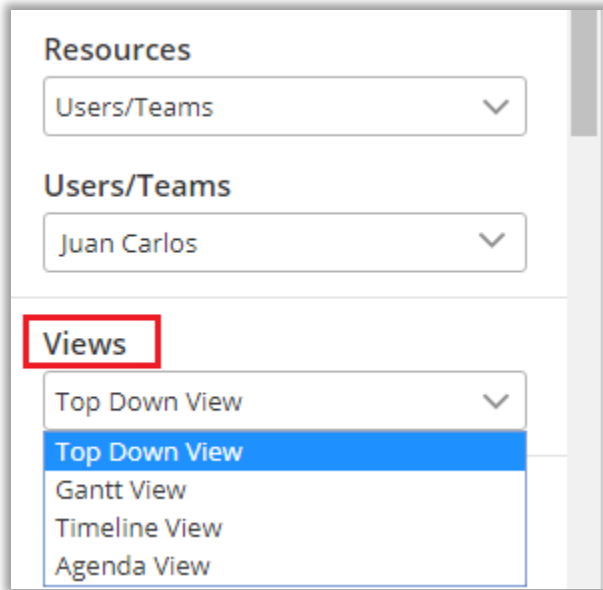 Resources
Users/Teams
Users/Teams
Juan Carlos
Views
Top Down View
Top Down View
Gantt View
Timeline View
Agenda View